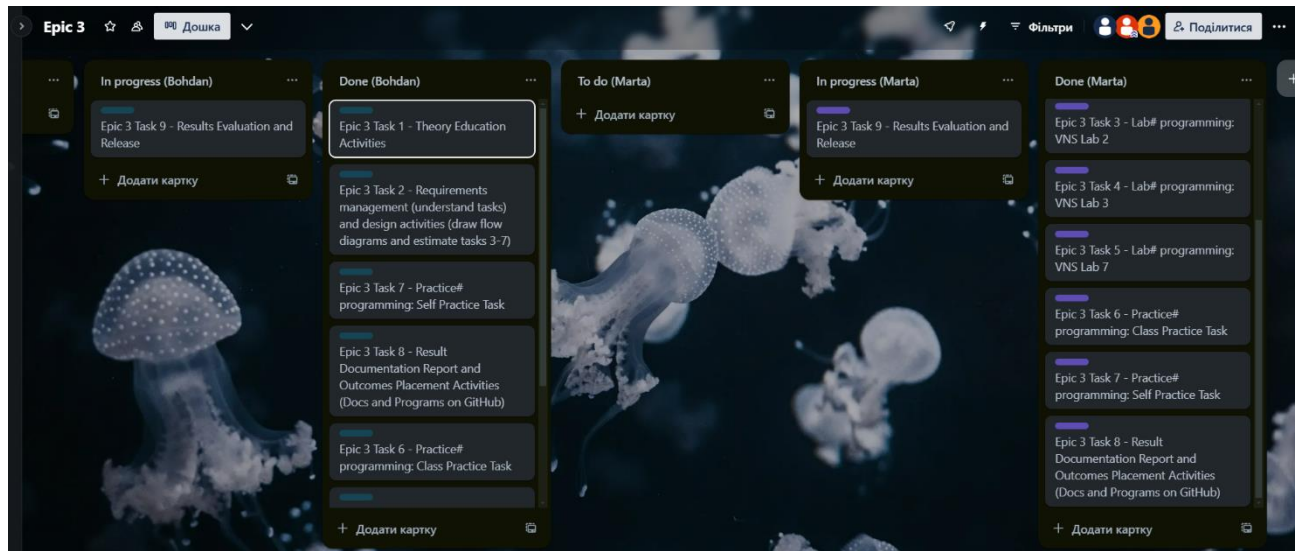 Epic 3
Дошка
Фільтри
Поділитися
In progress (Bohdan)
Epic 3 Task 9 - Results Evaluation and
Release
+ Додати картку
Done (Bohdan)
Epic 3 Task 1 - Theory Education
Activities
Epic 3 Task 2 - Requirements
management (understand tasks)
and design activities (draw flow
diagrams and estimate tasks 3-7)
Epic 3 Task 7 - Practice#
programming: Self Practice Task
Epic 3 Task 8 - Result
Documentation Report and
Outcomes Placement Activities
(Docs and Programs on GitHub)
Epic 3 Task 6 - Practice#
programming: Class Practice Task
+ Додати картку
To do (Marta)
+ Додати картку
In progress (Marta)
Epic 3 Task 9 - Results Evaluation and
Release
+ Додати картку
Done (Marta)
Epic 3 Task 3 - Lab# programming:
VNS Lab 2
Epic 3 Task 4 - Lab# programming:
VNS Lab 3
Epic 3 Task 5 - Lab# programming:
VNS Lab 7
Epic 3 Task 6 - Practice#
programming: Class Practice Task
Epic 3 Task 7 - Practice#
programming: Self Practice Task
Epic 3 Task 8 - Result
Documentation Report and
Outcomes Placement Activities
(Docs and Programs on GitHub)
+ Додати картку